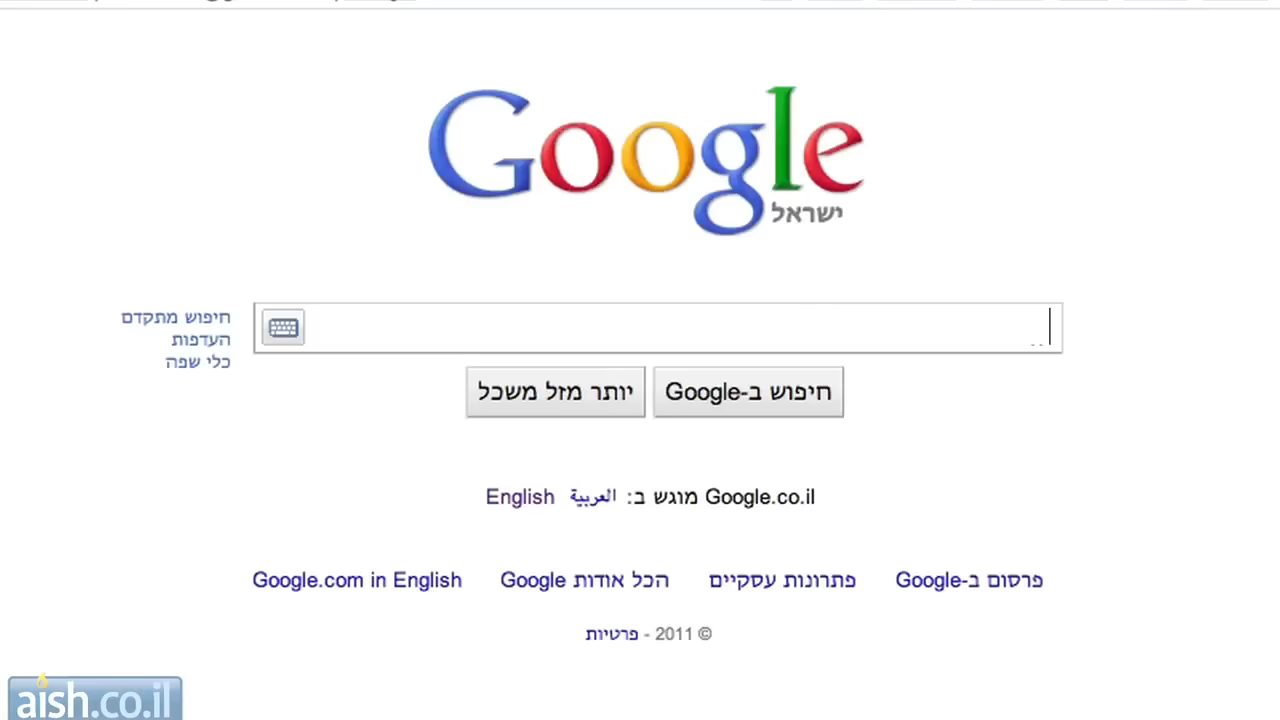 Google
ישראל
חיפוש מתקדם
העדפות
כלי שפה
חיפוש ב-Google
יותר מזל משכל
Google.co.il מוגש ב: العربية English
פרסום ב-Google
פתרונות עסקיים
הכל אודות Google
Google.com in English
© 2011 - פרטיות
aish.co.il